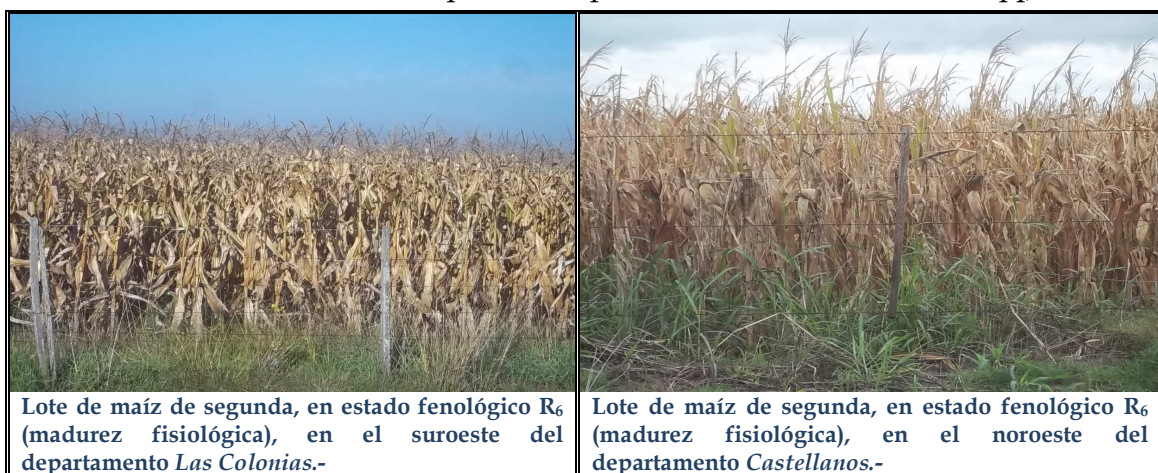 Lote de maíz de segunda, en estado fenológico R₆
(madurez fisiológica), en el suroeste del
departamento Las Colonias.-
Lote de maíz de segunda, en estado fenológico R₆
(madurez fisiológica), en el noroeste del
departamento Castellanos.-